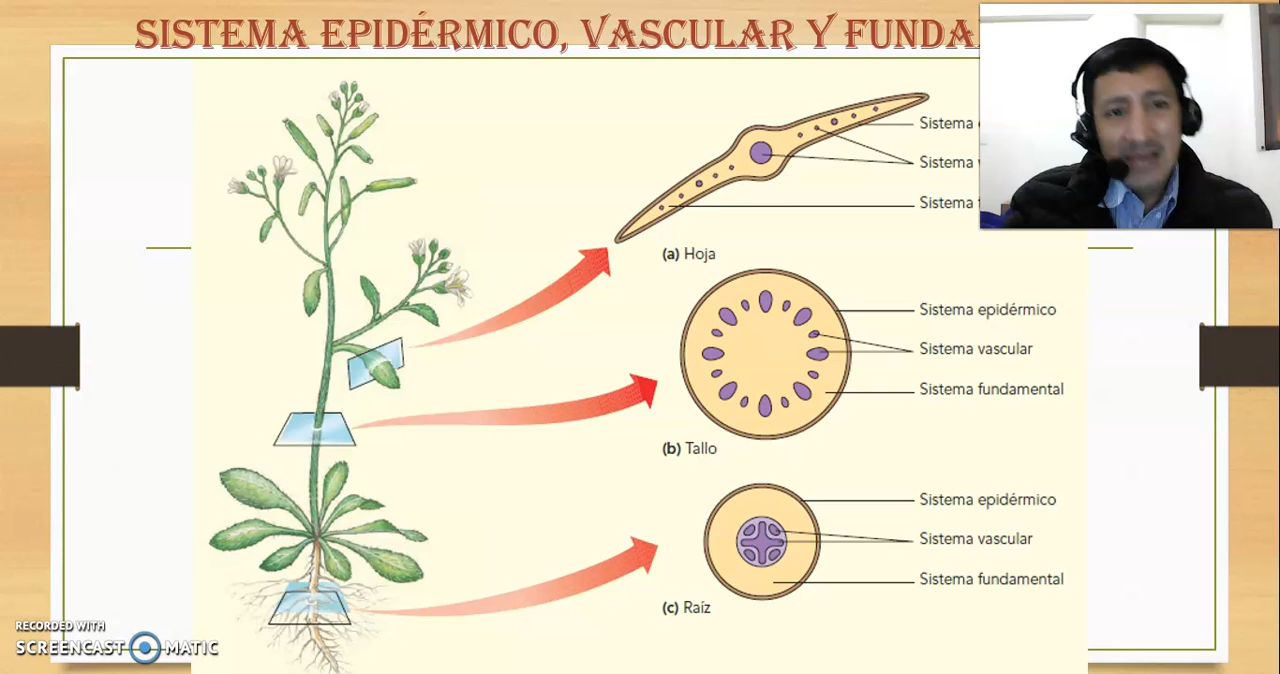 SISTEMA EPIDÉRMICO, VASCULAR Y
Sistema
Sistema
Sistema
(a) Hoja
Sistema epidérmico
Sistema vascular
Sistema fundamental
(b) Tallo
Sistema epidérmico
Sistema vascular
Sistema fundamental
(c) Raíz
RECORDED WITH
SCREENCAST MATIC